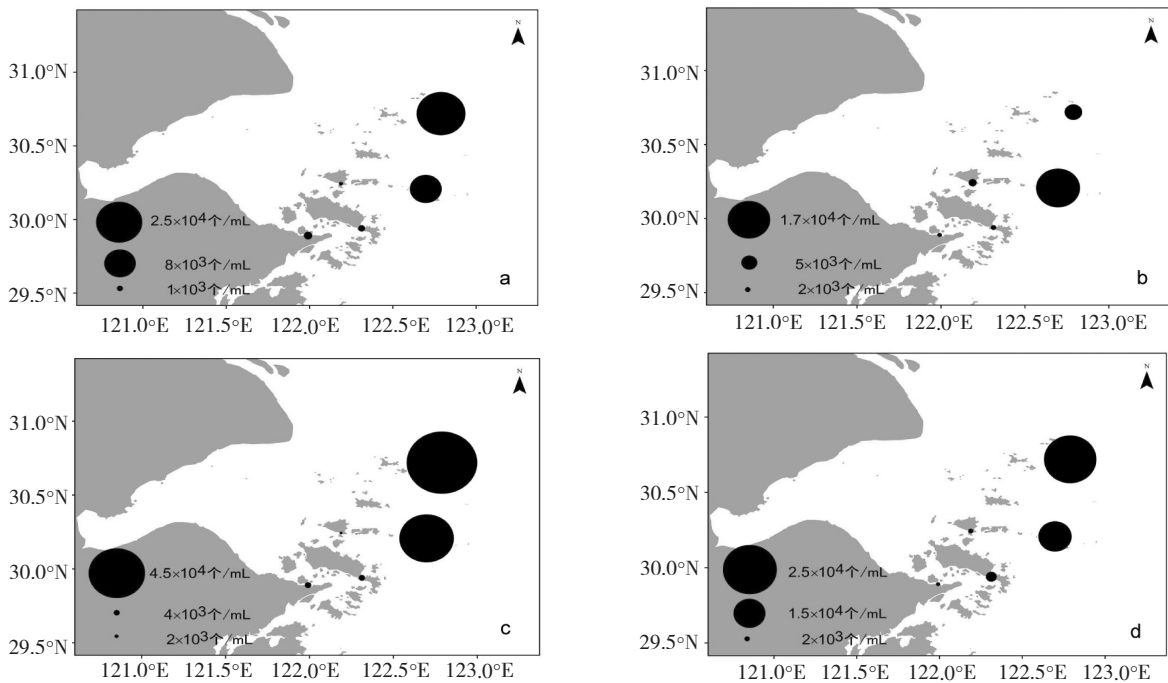 N
31.0°N
30.5°N
30.0°N
29.5°N
2.5×10⁴个/mL
8×10³个/mL
1×10³个/mL
a
121.0°E 121.5°E 122.0°E 122.5°E 123.0°E
N
31.0°N
30.5°N
30.0°N
29.5°N
1.7×10⁴个/mL
5×10³个/mL
2×10³个/mL
b
121.0°E 121.5°E 122.0°E 122.5°E 123.0°E
N
31.0°N
30.5°N
30.0°N
29.5°N
4.5×10⁴个/mL
4×10³个/mL
2×10³个/mL
c
121.0°E 121.5°E 122.0°E 122.5°E 123.0°E
N
31.0°N
30.5°N
30.0°N
29.5°N
2.5×10⁴个/mL
1.5×10⁴个/mL
2×10³个/mL
d
121.0°E 121.5°E 122.0°E 122.5°E 123.0°E